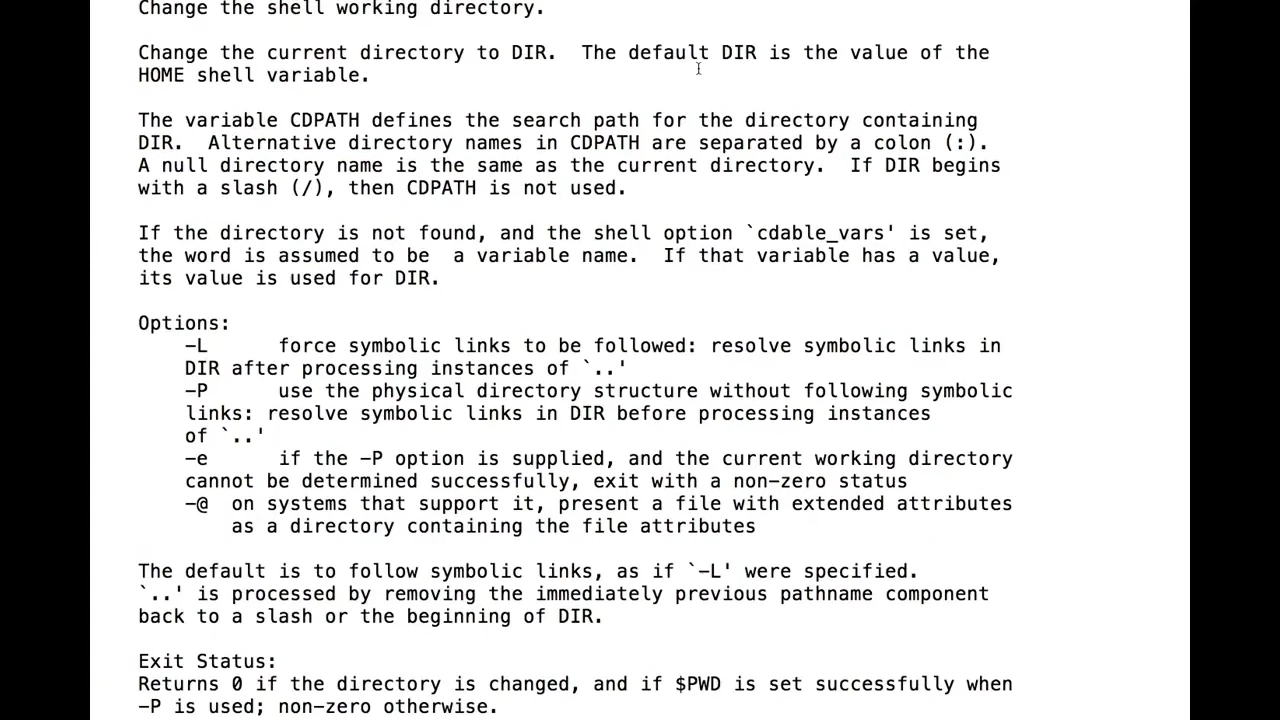 Change the shell working directory.
Change the current directory to DIR.  The default DIR is the value of the
HOME shell variable.
The variable CDPATH defines the search path for the directory containing
DIR.  Alternative directory names in CDPATH are separated by a colon (:).
A null directory name is the same as the current directory.  If DIR begins
with a slash (/), then CDPATH is not used.
If the directory is not found, and the shell option `cdable_vars' is set,
the word is assumed to be  a variable name.  If that variable has a value,
its value is used for DIR.
Options:
-L      force symbolic links to be followed: resolve symbolic links in
DIR after processing instances of `..'
-P      use the physical directory structure without following symbolic
links: resolve symbolic links in DIR before processing instances
of `..'
-e      if the -P option is supplied, and the current working directory
cannot be determined successfully, exit with a non-zero status
-@  on systems that support it, present a file with extended attributes
as a directory containing the file attributes
The default is to follow symbolic links, as if `-L' were specified.
`..' is processed by removing the immediately previous pathname component
back to a slash or the beginning of DIR.
Exit Status:
Returns 0 if the directory is changed, and if $PWD is set successfully when
-P is used; non-zero otherwise.